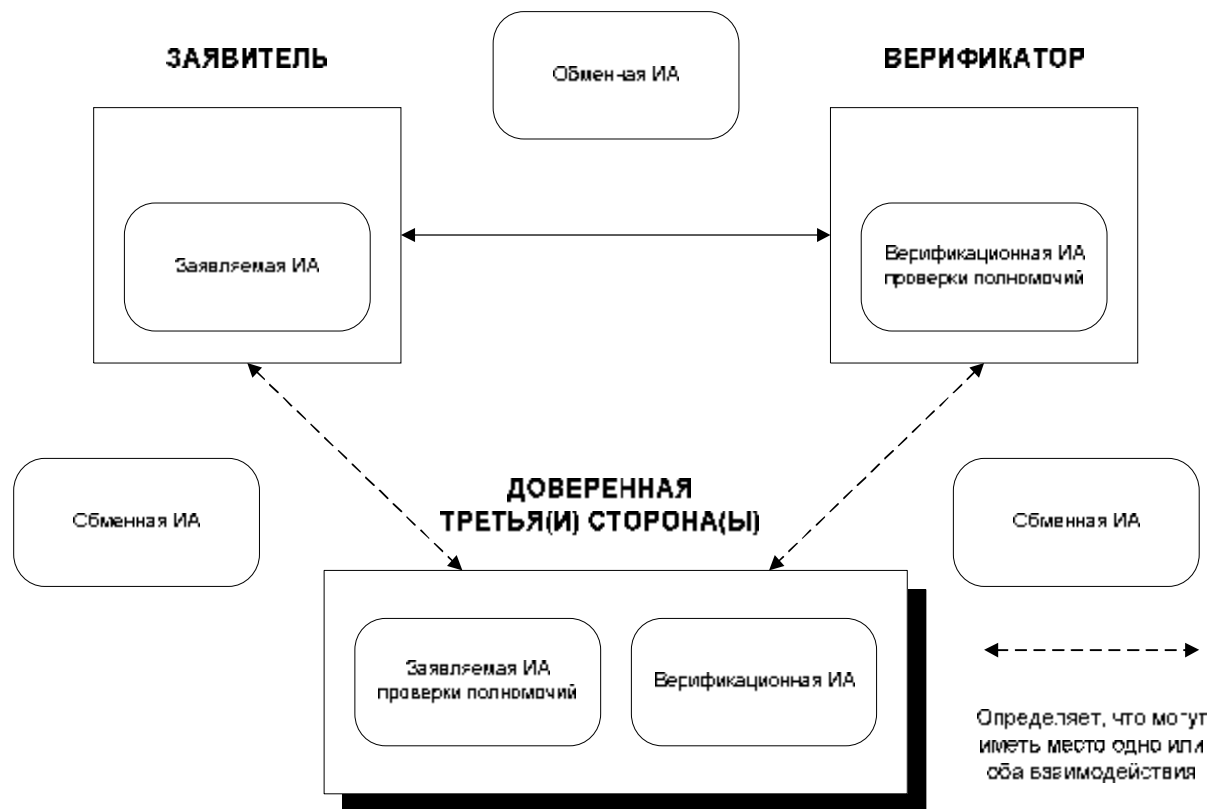 ЗАЯВИТЕЛЬ
Обменная ИА
ВЕРИФИКАТОР
Заявляемая ИА
Верификационная ИА
проверки полномочий
Обменная ИА
ДОВЕРЕННАЯ
ТРЕТЬЯ(И) СТОРОНА(Ы)
Обменная ИА
Заявляемая ИА
проверки полномочий
Верификационная ИА
Определяет, что могут
иметь место одно или
оба взаимодействия